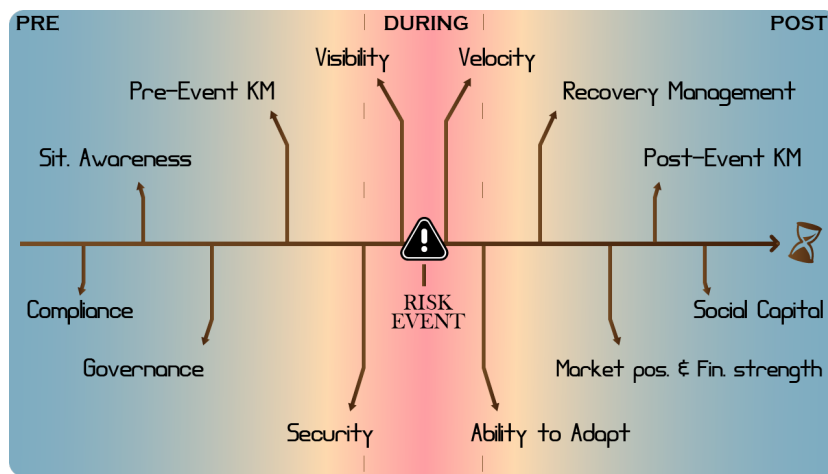 PRE
DURING
POST
Visibility
Velocity
Pre-Event KM
Recovery Management
Sit. Awareness
Post-Event KM
Compliance
RISK
EVENT
Social Capital
Governance
Market pos. & Fin. strength
Security
Ability to Adapt